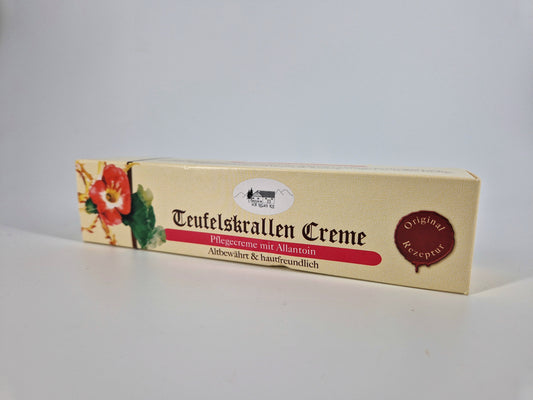 Teufelskrallen Creme
Pflegecreme mit Allantoin
Altbewährt & hautfreundlich
Original
Rezeptur